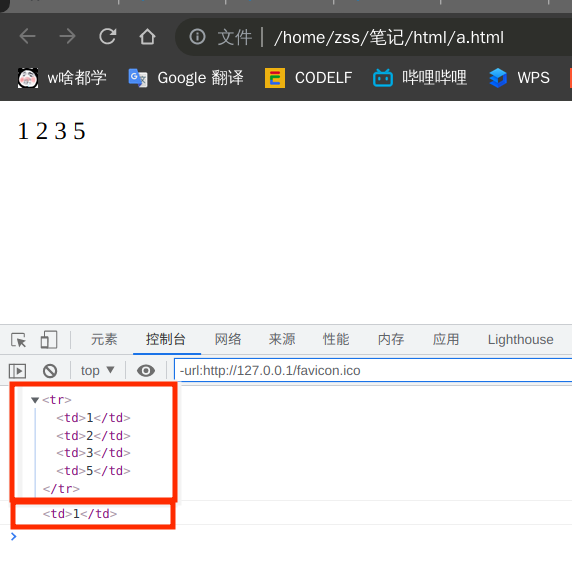 文件 | /home/zss/笔记/html/a.html
w啥都学 Google 翻译 CODELF 哔哩哔哩 WPS
1 2 3 5
元素 控制台 网络 来源 性能 内存 应用 Lighthouse
top ▼ -url:http://127.0.0.1/favicon.ico
▼<tr>
<td>1</td>
<td>2</td>
<td>3</td>
<td>5</td>
</tr>
<td>1</td>
>